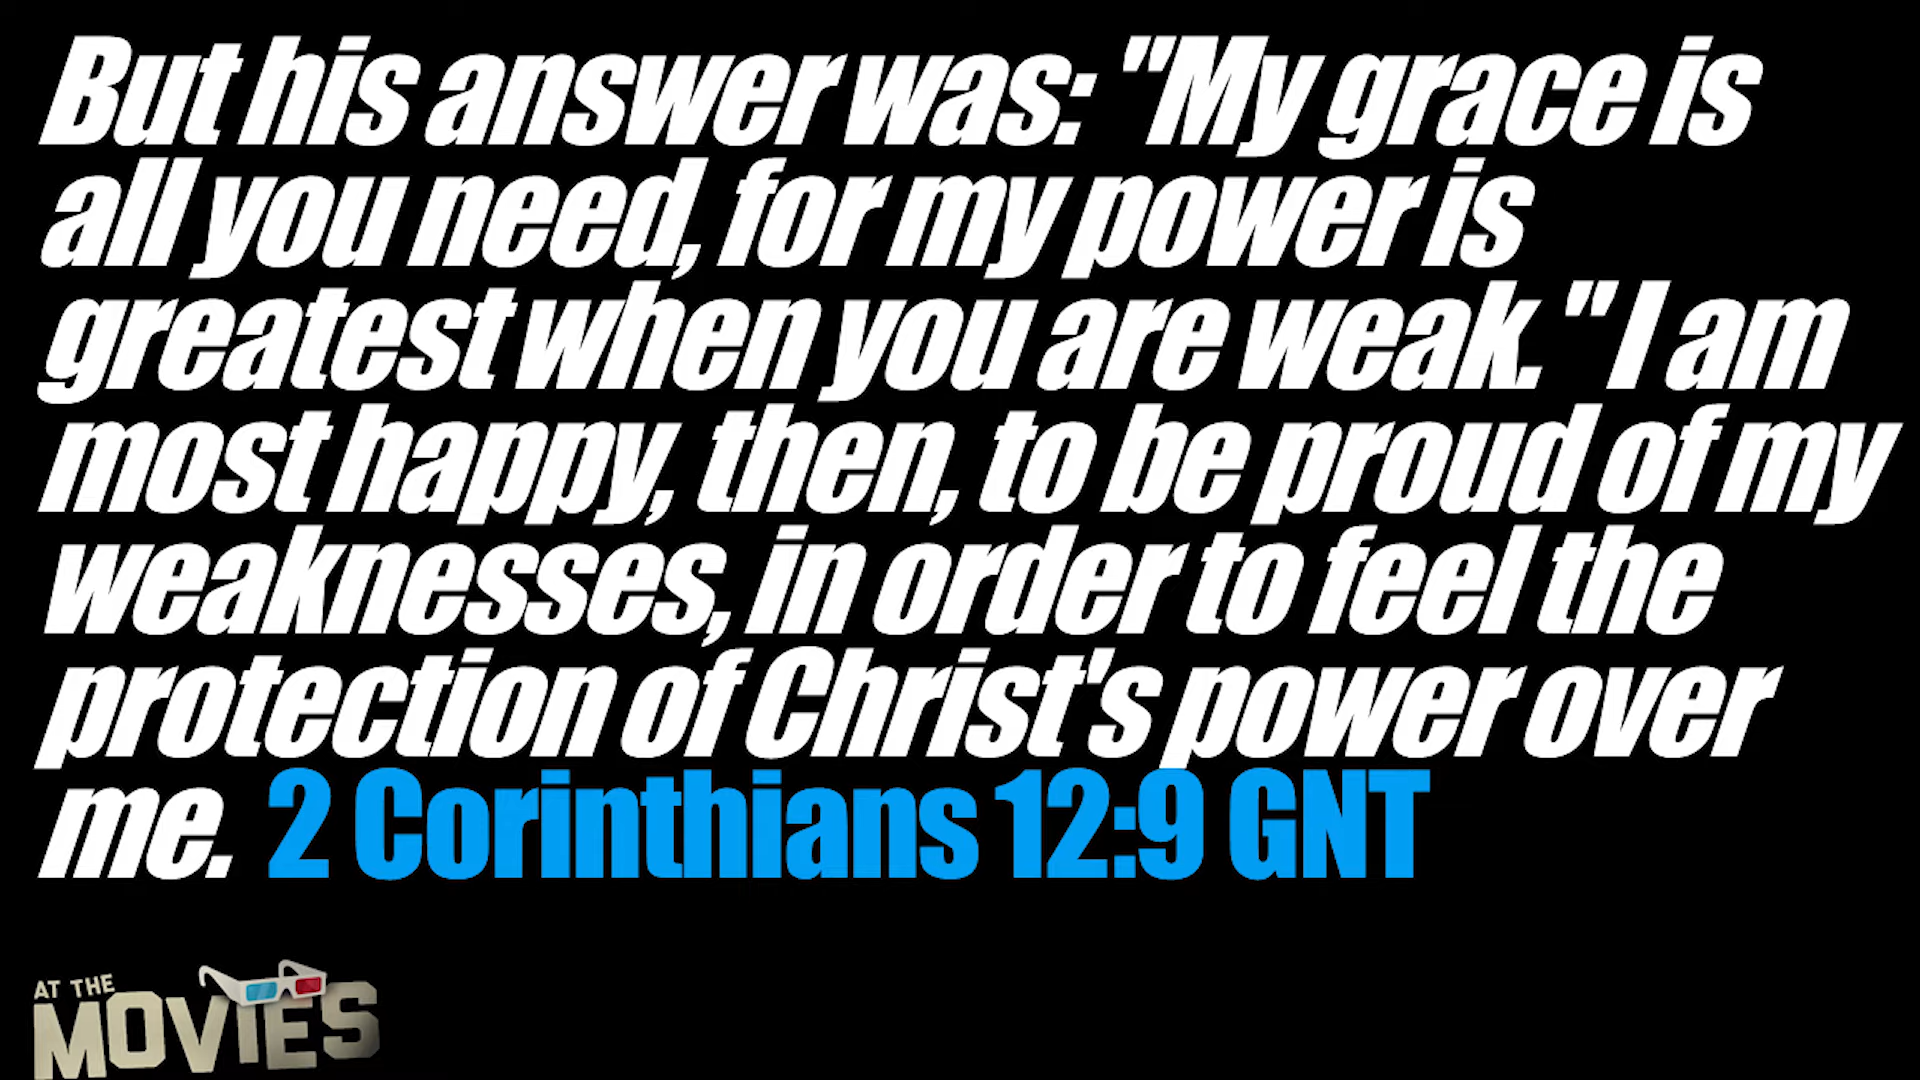 But his answer was: "My grace is
all you need, for my power is
greatest when you are weak." I am
most happy, then, to be proud of my
weaknesses, in order to feel the
protection of Christ's power over
me. 2 Corinthians 12:9 GNT
AT THE
MOVIES